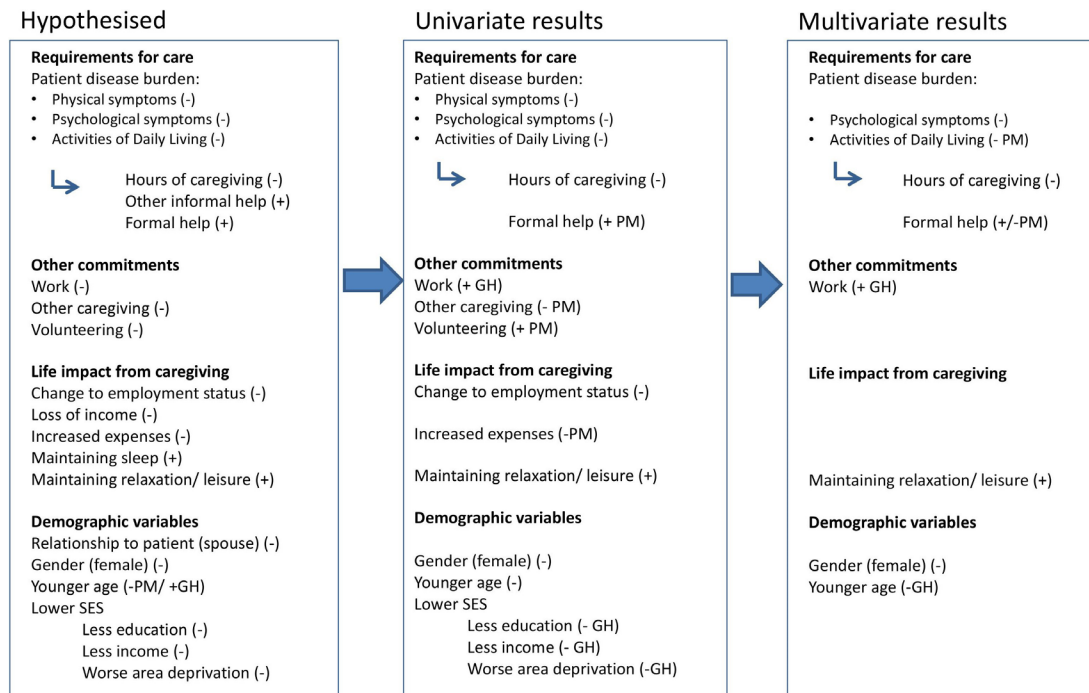 Hypothesised
Requirements for care
Patient disease burden:
• Physical symptoms (-)
• Psychological symptoms (-)
• Activities of Daily Living (-)
Hours of caregiving (-)
Other informal help (+)
Formal help (+)
Other commitments
Work (-)
Other caregiving (-)
Volunteering (-)
Life impact from caregiving
Change to employment status (-)
Loss of income (-)
Increased expenses (-)
Maintaining sleep (+)
Maintaining relaxation/ leisure (+)
Demographic variables
Relationship to patient (spouse) (-)
Gender (female) (-)
Younger age (-PM/ +GH)
Lower SES
Less education (-)
Less income (-)
Worse area deprivation (-)
Univariate results
Requirements for care
Patient disease burden:
• Physical symptoms (-)
• Psychological symptoms (-)
• Activities of Daily Living (-)
Hours of caregiving (-)
Formal help (+ PM)
Other commitments
Work (+ GH)
Other caregiving (- PM)
Volunteering (+ PM)
Life impact from caregiving
Change to employment status (-)
Increased expenses (-PM)
Maintaining relaxation/ leisure (+)
Demographic variables
Gender (female) (-)
Younger age (-)
Lower SES
Less education (- GH)
Less income (- GH)
Worse area deprivation (-GH)
Multivariate results
Requirements for care
Patient disease burden:
• Psychological symptoms (-)
• Activities of Daily Living (- PM)
Hours of caregiving (-)
Formal help (+/-PM)
Other commitments
Work (+ GH)
Life impact from caregiving
Maintaining relaxation/ leisure (+)
Demographic variables
Gender (female) (-)
Younger age (-GH)